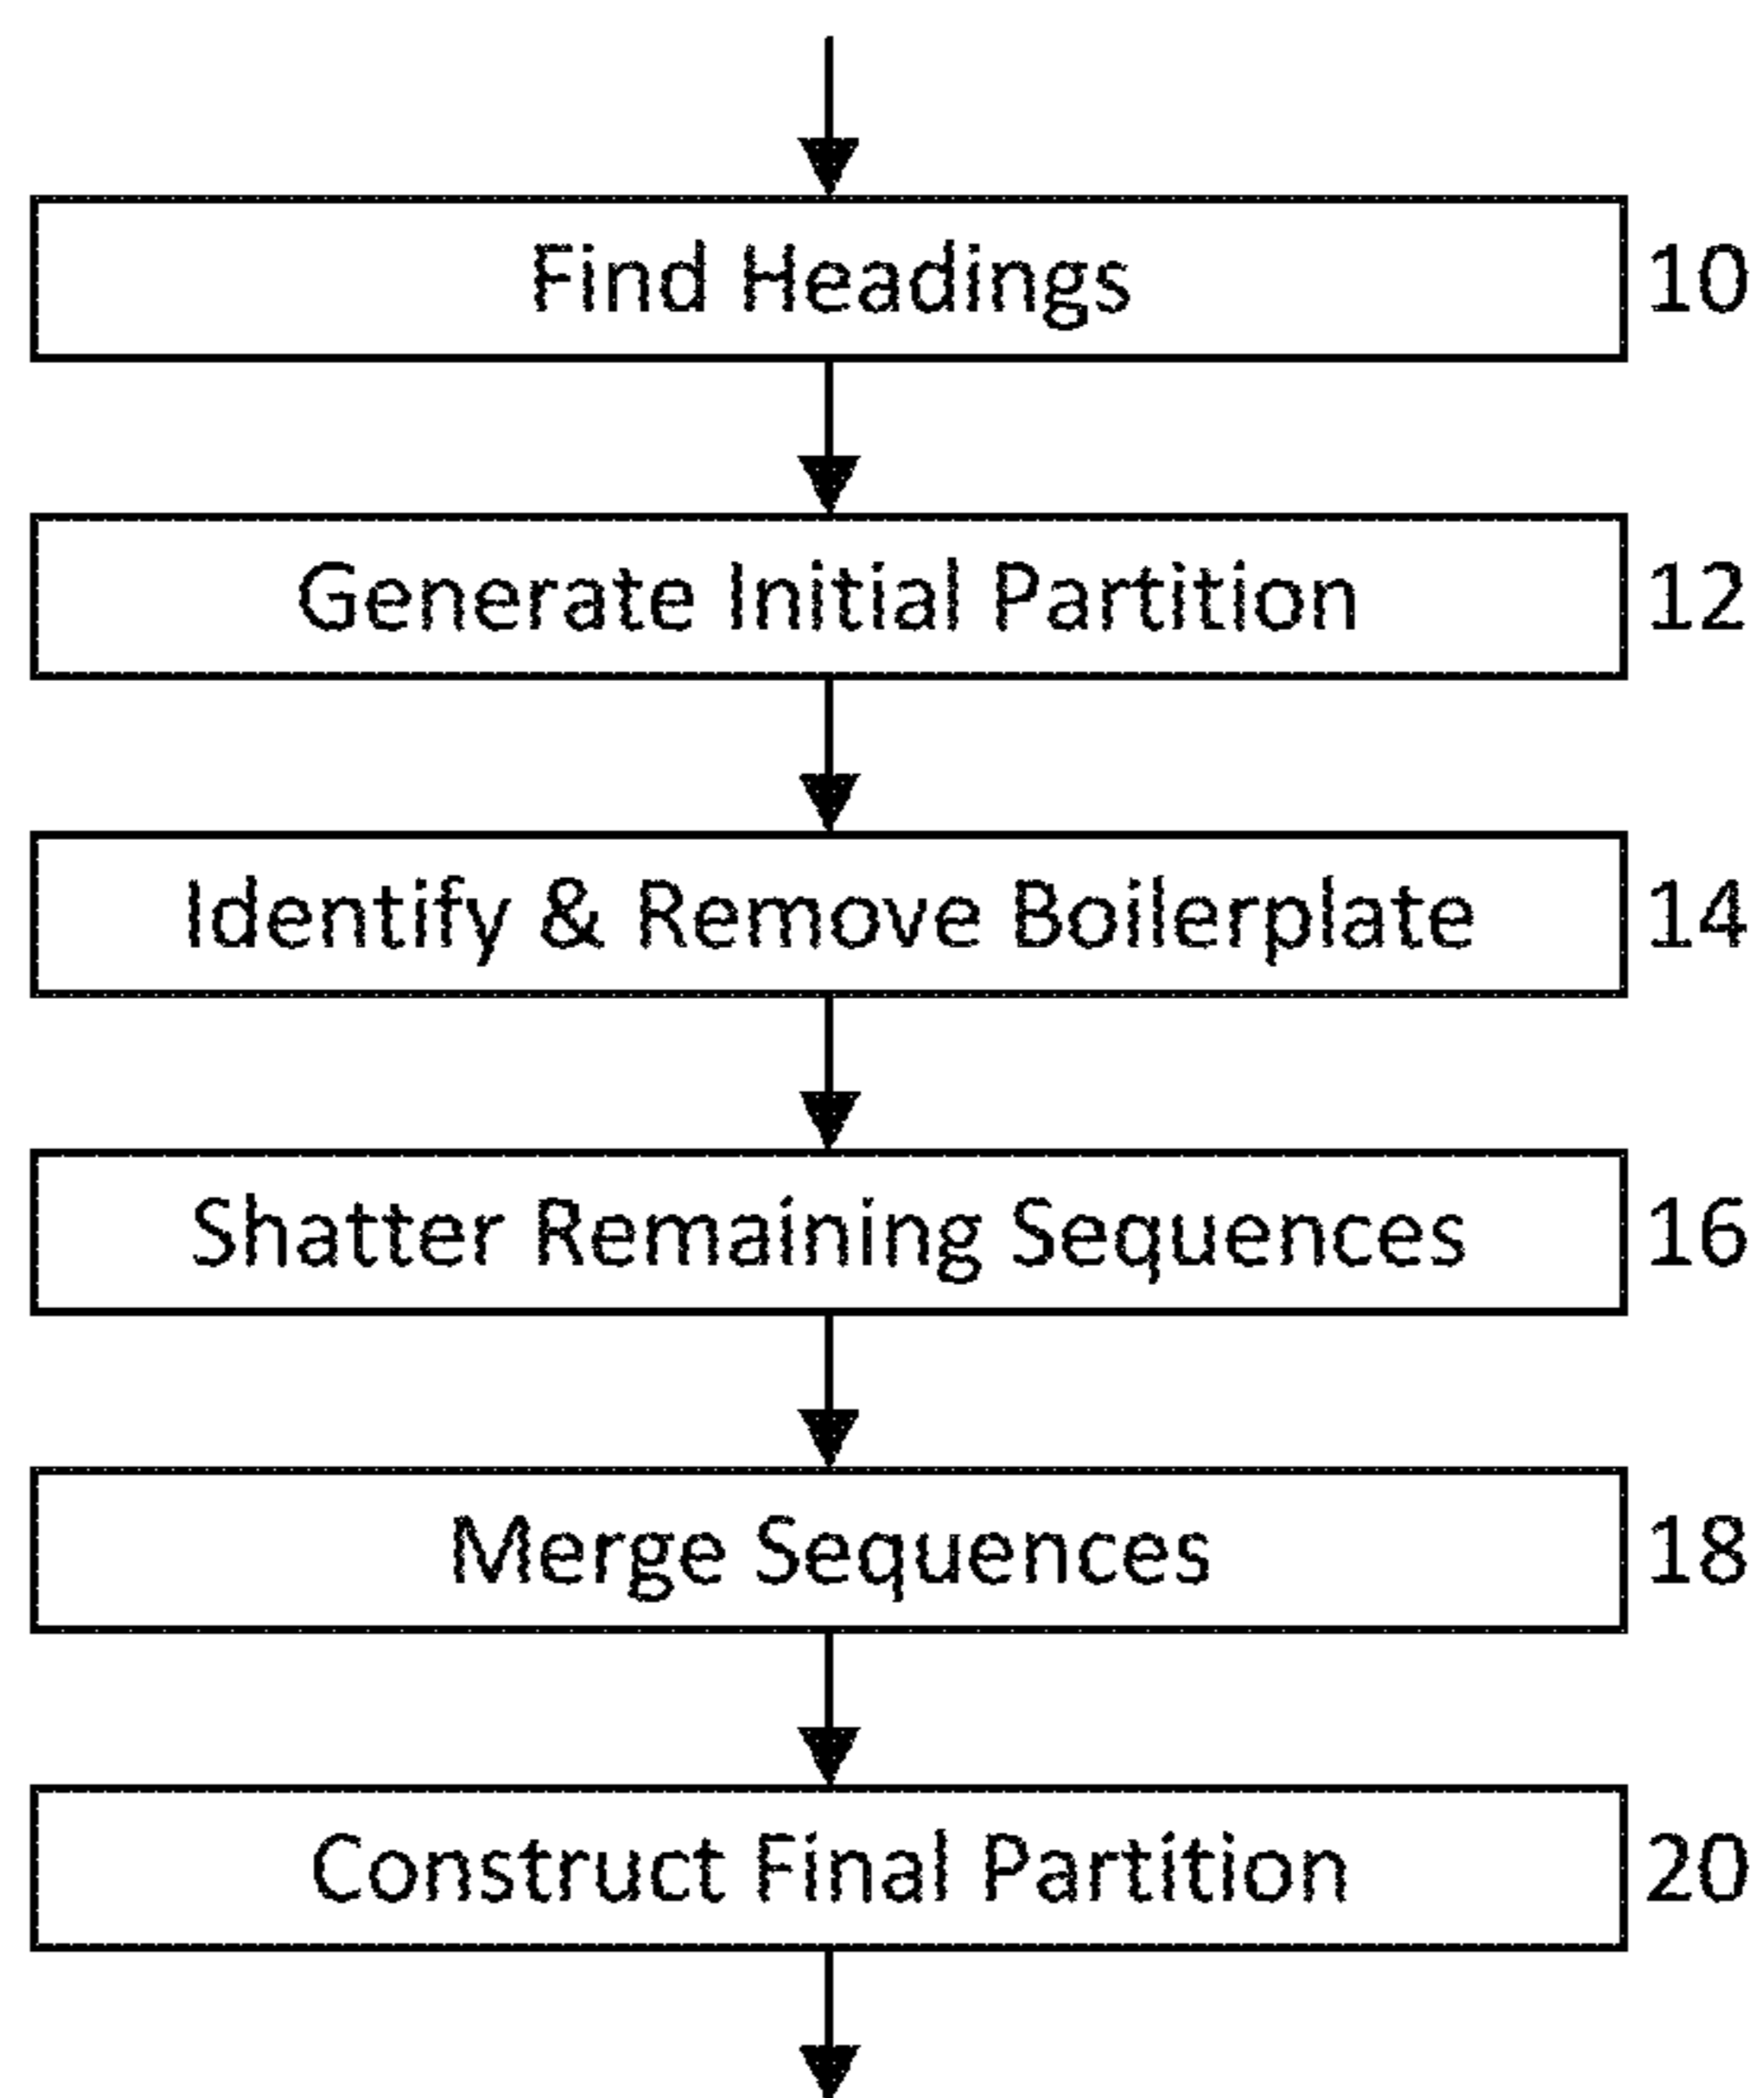 Find Headings 10
Generate Initial Partition 12
Identify & Remove Boilerplate 14
Shatter Remaining Sequences 16
Merge Sequences 18
Construct Final Partition 20